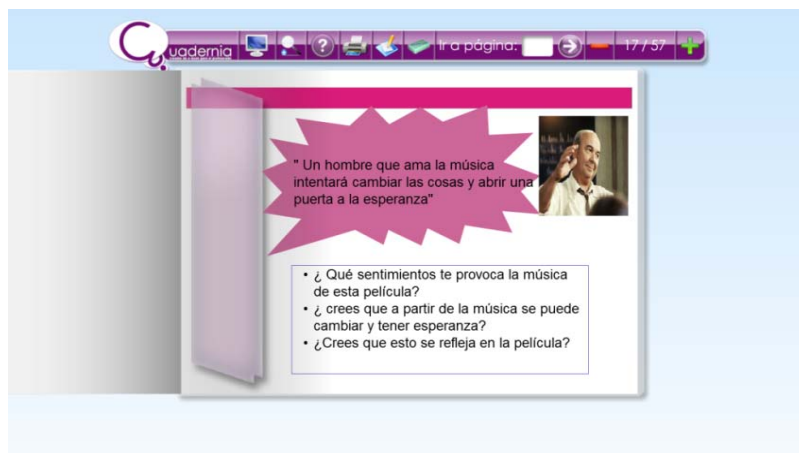 Cuadernia
Ir a página:
17 / 57
" Un hombre que ama la música
intentará cambiar las cosas y abrir una
puerta a la esperanza"
• ¿ Qué sentimientos te provoca la música
de esta película?
• ¿ crees que a partir de la música se puede
cambiar y tener esperanza?
• ¿Crees que esto se refleja en la película?